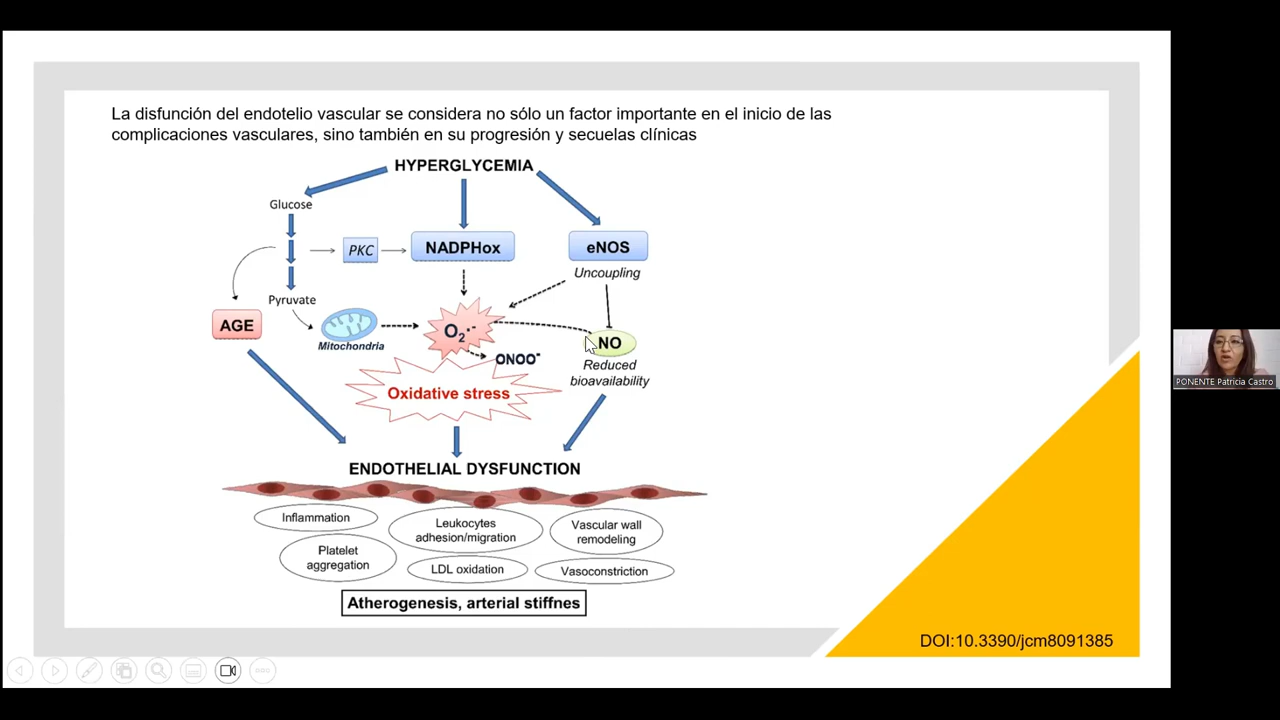 La disfunción del endotelio vascular se considera no sólo un factor importante en el inicio de las
complicaciones vasculares, sino también en su progresión y secuelas clínicas
HYPERGLYCEMIA
Glucose
PKC
NADPHox
eNOS
Uncoupling
Pyruvate
AGE
Mitochondria
O₂·⁻
NO
ONOO⁻
Reduced
bioavailability
Oxidative stress
ENDOTHELIAL DYSFUNCTION
Inflammation
Leukocytes
adhesion/migration
Vascular wall
remodeling
Platelet
aggregation
LDL oxidation
Vasoconstriction
Atherogenesis, arterial stiffnes
DOI:10.3390/jcm8091385
PONENTE Patricia Castro